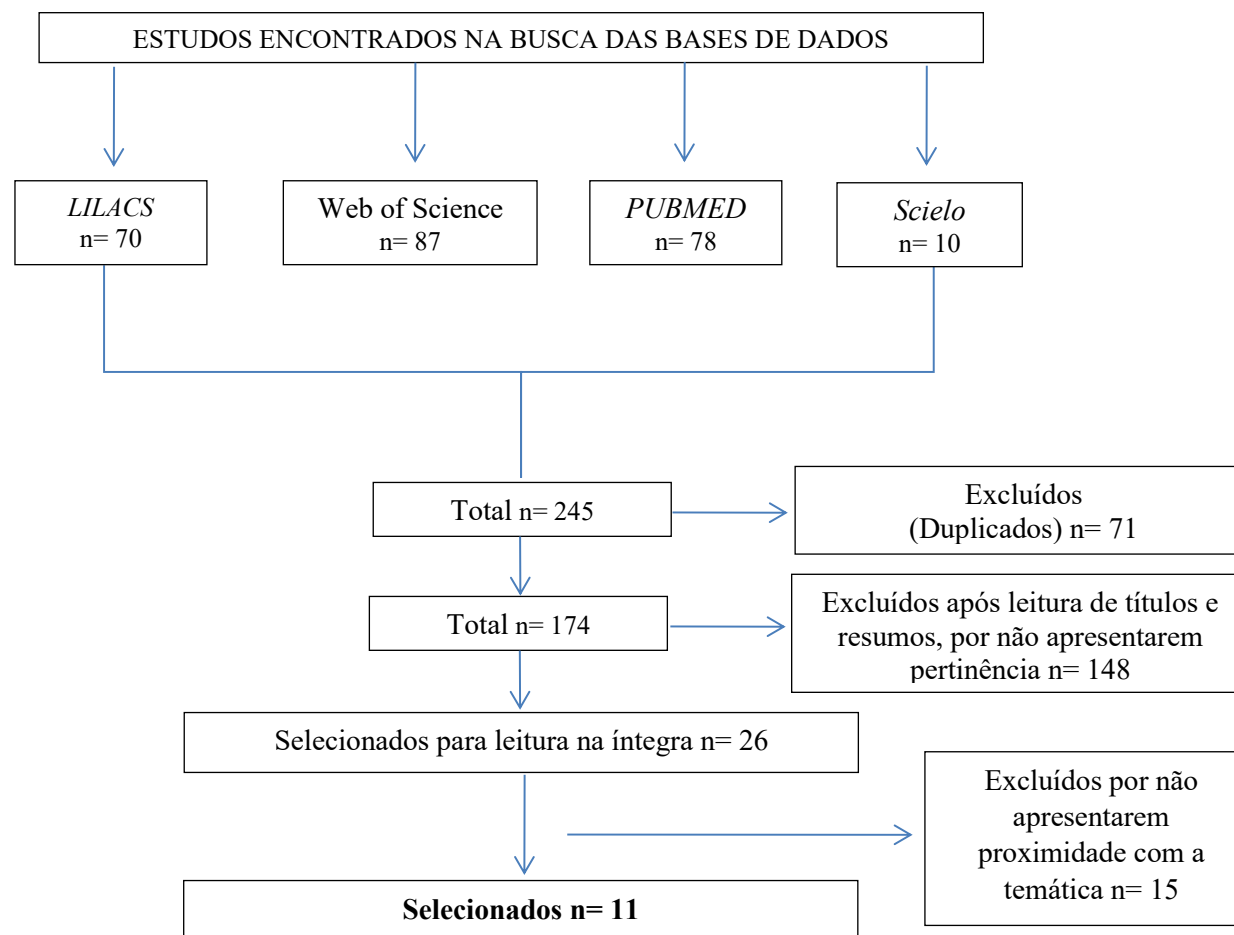 ESTUDOS ENCONTRADOS NA BUSCA DAS BASES DE DADOS
LILACS
n= 70
Web of Science
n= 87
PUBMED
n= 78
Scielo
n= 10
Total n= 245
Excluídos
(Duplicados) n= 71
Total n= 174
Excluídos após leitura de títulos e
resumos, por não apresentarem
pertinência n= 148
Selecionados para leitura na íntegra n= 26
Excluídos por não
apresentarem
proximidade com a
temática n= 15
Selecionados n= 11